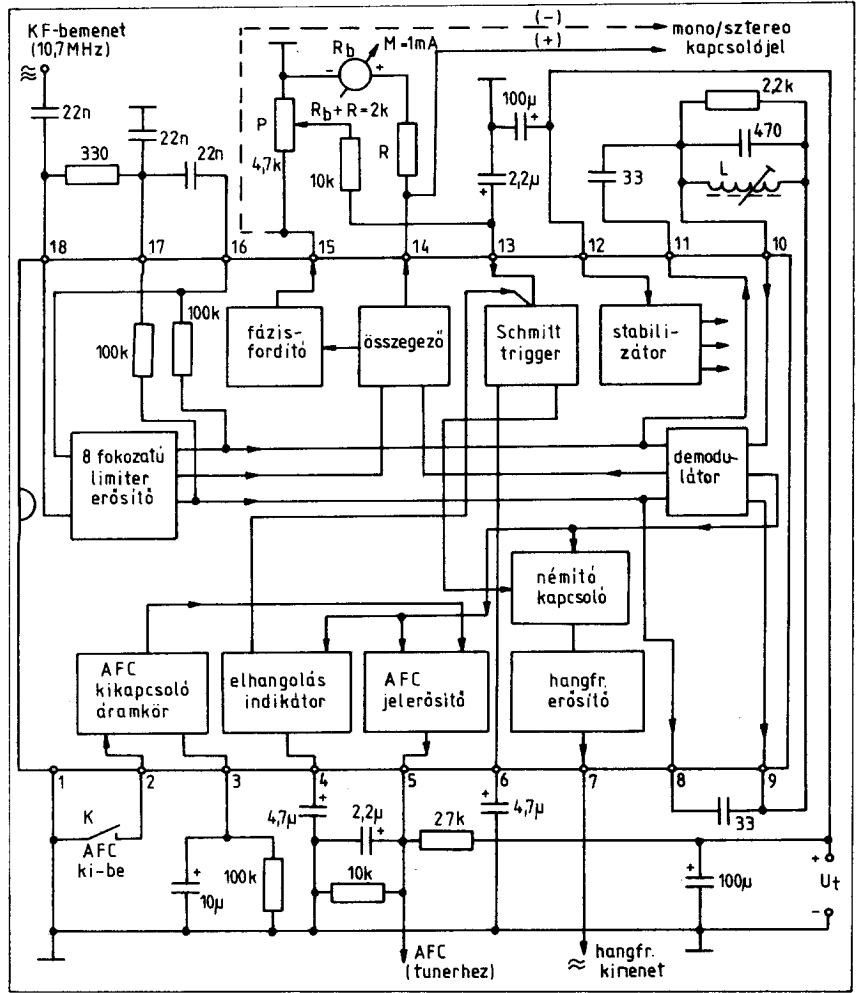 KF-bemenet
(10,7MHz)
≈
22n
22n
330
22n
(-)
(+)
mono/sztereo
kapcsolójel
Rb
M=1mA
-
+
Rb+R=2k
P
4,7k
10k
R
100µ
+
2,2µ
+
2,2k
470
33
L
18
17
16
15
14
13
12
11
10
100k
100k
fázis-
fordító
összegező
Schmitt
trigger
stabili-
zátor
8 fokozatú
limiter
erősítő
demodu-
látor
némító
kapcsoló
AFC
kikapcsoló
áramkör
elhangolás
indikátor
AFC
jelerősítő
hangfr.
erősítő
1
2
3
4
5
6
7
8
9
K
AFC
ki-be
+
10µ
100k
+
4,7µ
2,2µ
+
10k
27k
+
4,7µ
33
+
100µ
+
Ut
-
AFC
(tunerhez)
≈
hangfr.
kimenet